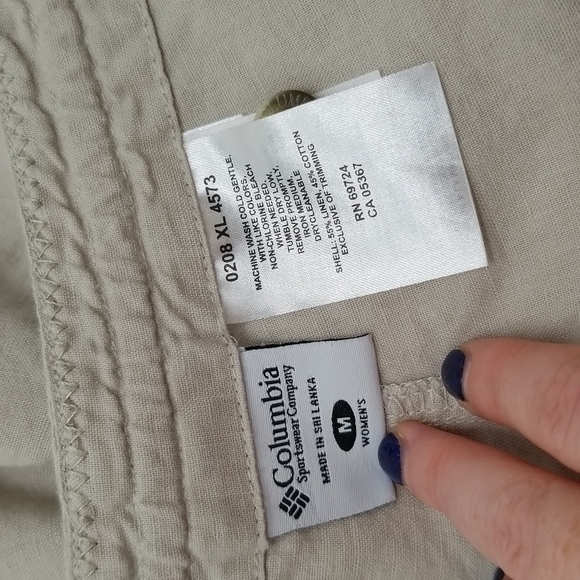 0208 XL 4573
MACHINE WASH COLD GENTLE,
WITH LIKE COLORS,
NON-CHLORINE BLEACH
WHEN NEEDED,
TUMBLE DRY LOW,
REMOVE PROMPTLY,
IRON MEDIUM,
DRYCLEANABLE
SHELL: 55% LINEN, 45% COTTON
EXCLUSIVE OF TRIMMING
RN 69724
CA 05367
Columbia
Sportswear Company
MADE IN SRI LANKA
M
WOMEN'S